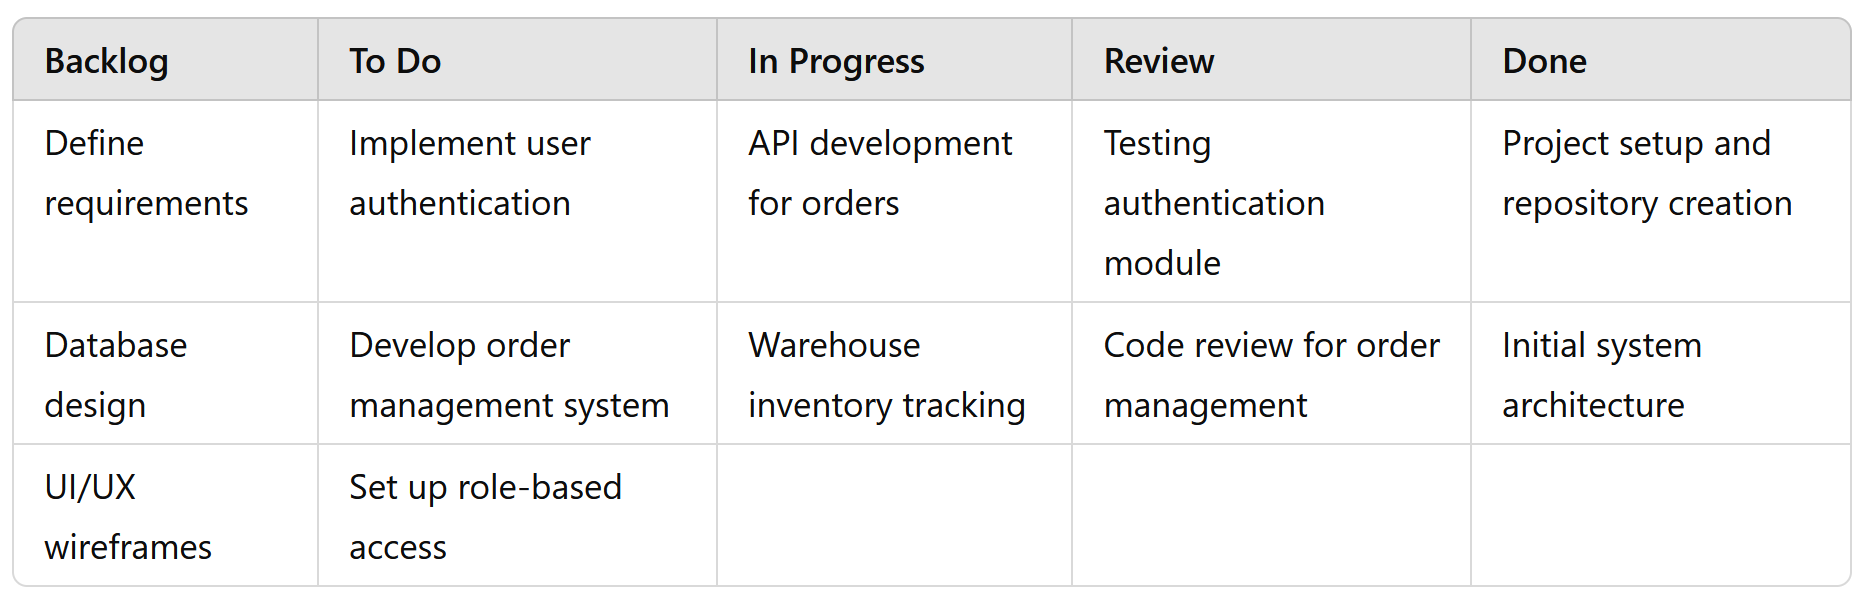 Backlog
To Do
In Progress
Review
Done
Define
requirements
Implement user
authentication
API development
for orders
Testing
authentication
module
Project setup and
repository creation
Database
design
Develop order
management system
Warehouse
inventory tracking
Code review for order
management
Initial system
architecture
UI/UX
wireframes
Set up role-based
access